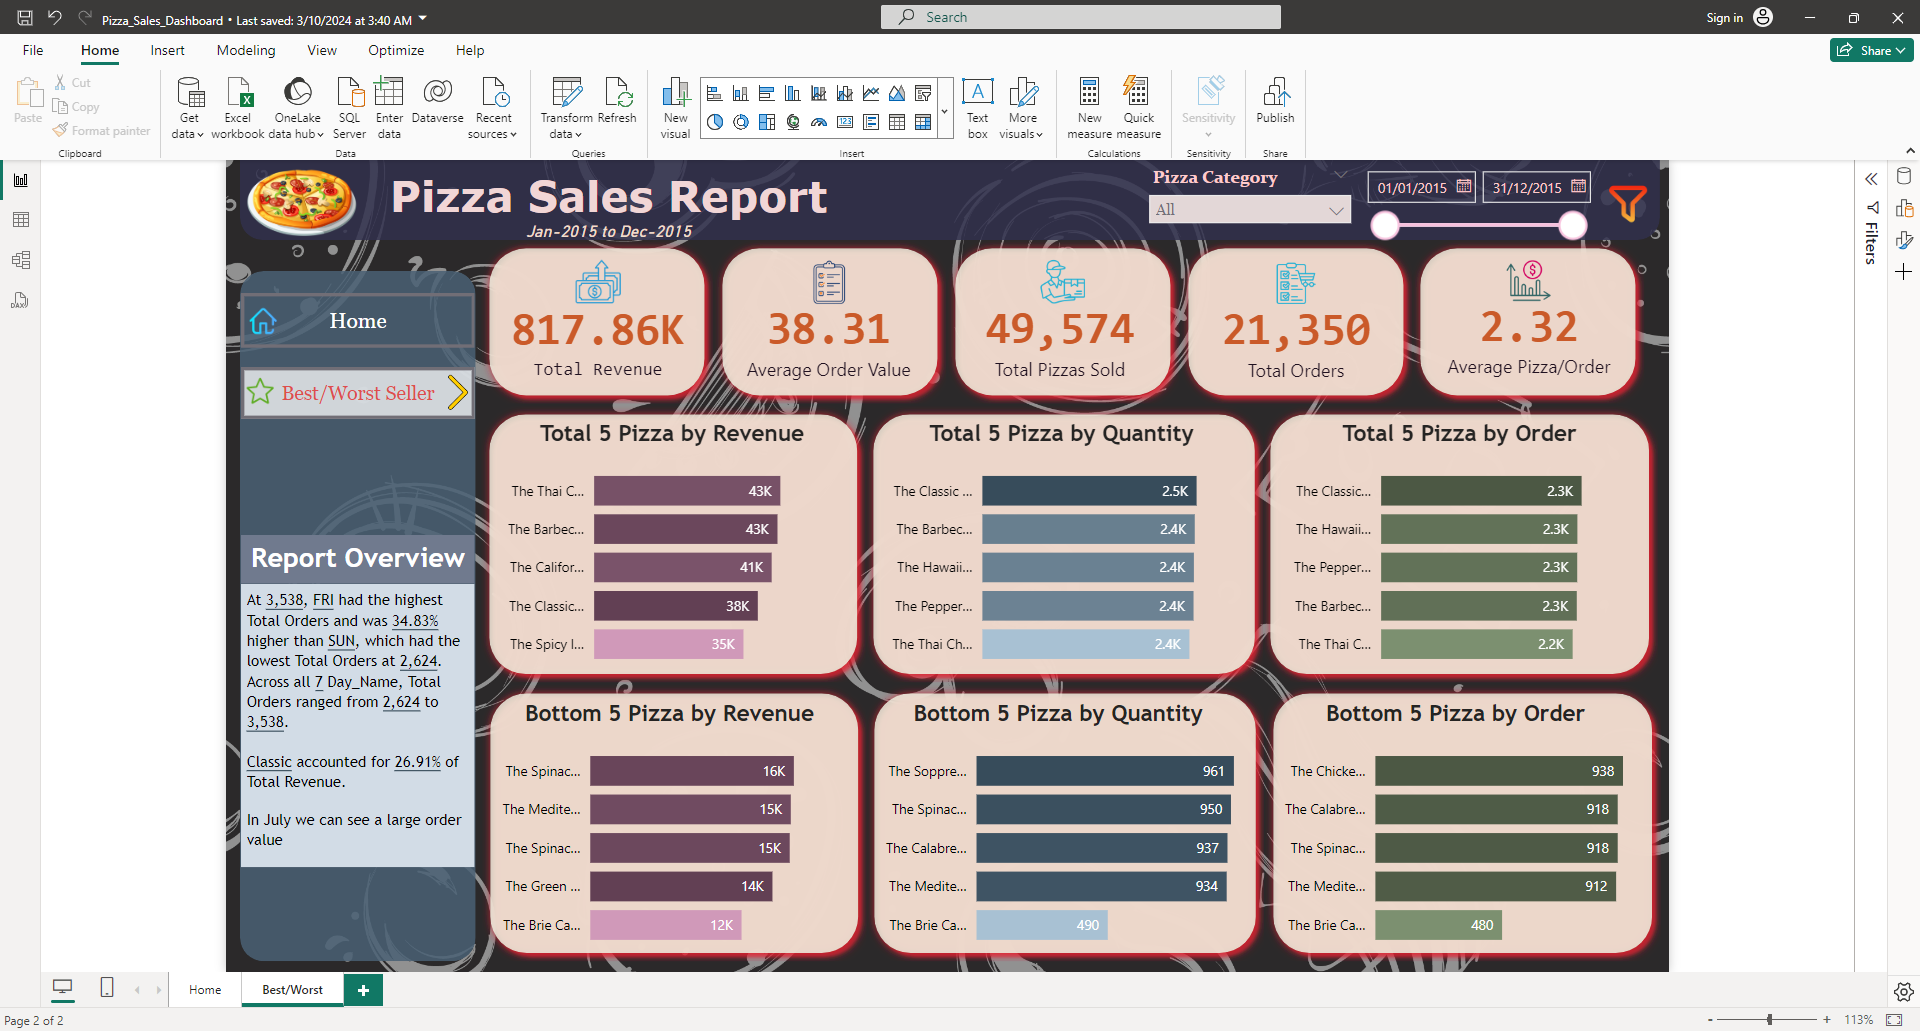 Pizza_Sales_Dashboard • Last saved: 3/10/2024 at 3:40 AM
Search
Sign in
File Home Insert Modeling View Optimize Help
Share
Paste
Cut
Copy
Format painter
Clipboard
Get data
Excel workbook
OneLake data hub
SQL Server
Enter data
Dataverse
Recent sources
Data
Transform data
Refresh
Queries
New visual
Text box
More visuals
Insert
New measure
Quick measure
Calculations
Sensitivity
Sensitivity
Publish
Share
Pizza Sales Report
Jan-2015 to Dec-2015
Pizza Category
All
01/01/2015
31/12/2015
Filters
Home
Best/Worst Seller
817.86K
Total Revenue
38.31
Average Order Value
49,574
Total Pizzas Sold
21,350
Total Orders
2.32
Average Pizza/Order
Report Overview
At 3,538, FRI had the highest
Total Orders and was 34.83%
higher than SUN, which had the
lowest Total Orders at 2,624.
Across all 7 Day_Name, Total
Orders ranged from 2,624 to
3,538.
Classic accounted for 26.91% of
Total Revenue.
In July we can see a large order
value
Total 5 Pizza by Revenue
The Thai C... 43K
The Barbec... 43K
The Califor... 41K
The Classic... 38K
The Spicy I... 35K
Total 5 Pizza by Quantity
The Classic ... 2.5K
The Barbec... 2.4K
The Hawaii... 2.4K
The Pepper... 2.4K
The Thai Ch... 2.4K
Total 5 Pizza by Order
The Classic... 2.3K
The Hawaii... 2.3K
The Pepper... 2.3K
The Barbec... 2.3K
The Thai C... 2.2K
Bottom 5 Pizza by Revenue
The Spinac... 16K
The Medite... 15K
The Spinac... 15K
The Green ... 14K
The Brie Ca... 12K
Bottom 5 Pizza by Quantity
The Soppre... 961
The Spinac... 950
The Calabre... 937
The Medite... 934
The Brie Ca... 490
Bottom 5 Pizza by Order
The Chicke... 938
The Calabre... 918
The Spinac... 918
The Medite... 912
The Brie Ca... 480
Home
Best/Worst
Page 2 of 2
113%